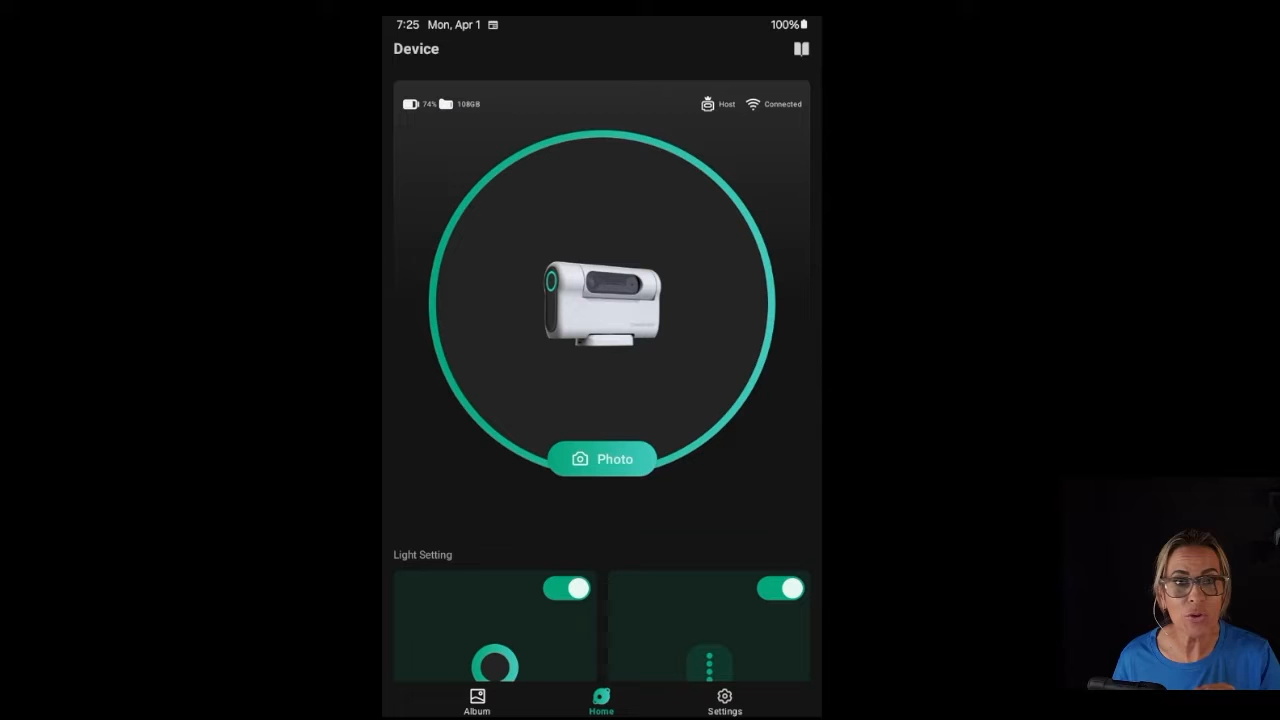 7:25 Mon, Apr 1 100%
Device
74% 108GB Host Connected
Photo
Light Setting
Album Home Settings